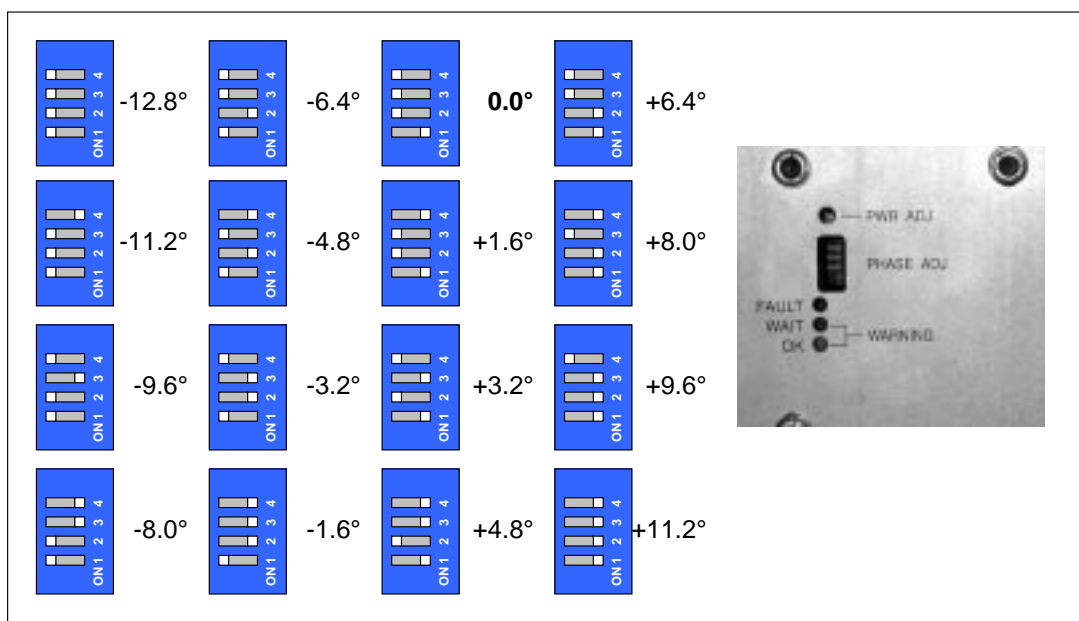 ON 1 2 3 4
-12.8°
ON 1 2 3 4
-6.4°
ON 1 2 3 4
0.0°
ON 1 2 3 4
+6.4°
ON 1 2 3 4
-11.2°
ON 1 2 3 4
-4.8°
ON 1 2 3 4
+1.6°
ON 1 2 3 4
+8.0°
ON 1 2 3 4
-9.6°
ON 1 2 3 4
-3.2°
ON 1 2 3 4
+3.2°
ON 1 2 3 4
+9.6°
ON 1 2 3 4
-8.0°
ON 1 2 3 4
-1.6°
ON 1 2 3 4
+4.8°
ON 1 2 3 4
+11.2°
PWR ADJ
PHASE ADJ
FAULT
WAIT
WARNING
OK